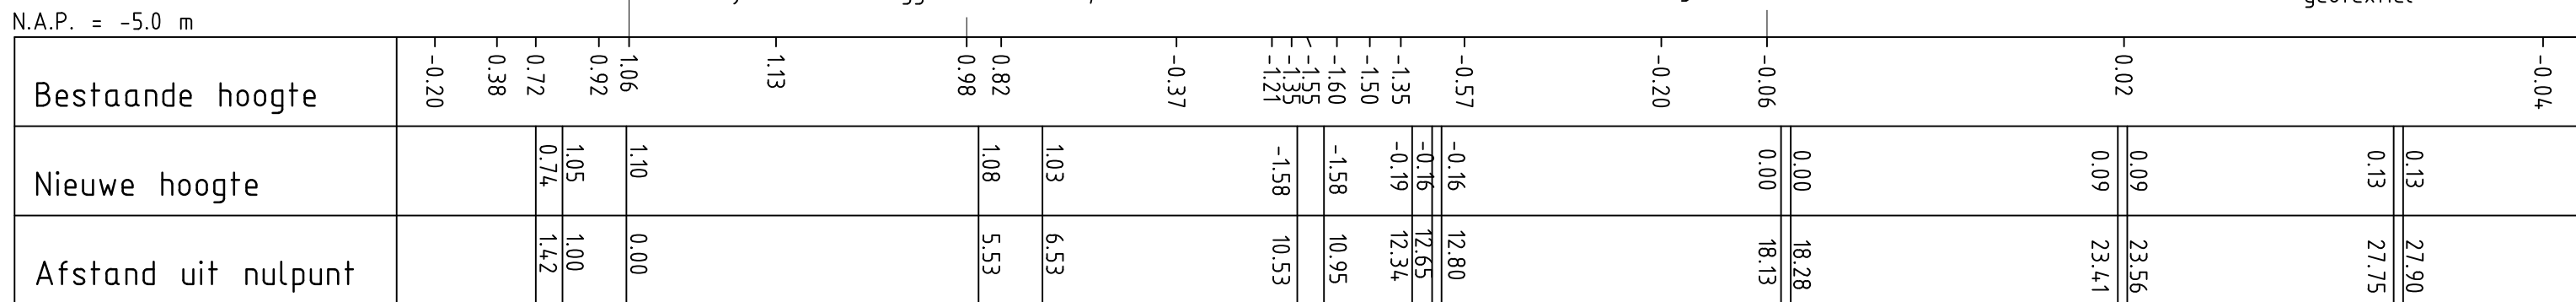 N.A.P. = -5.0 m
Bestaande hoogte -0.20 0.38 0.72 0.92 1.06 1.13 0.98 0.82 -0.37 -1.21 -1.35 -1.55 -1.60 -1.50 -1.35 -0.57 -0.20 -0.06 0.02 -0.04
Nieuwe hoogte 0.74 1.05 1.10 1.08 1.03 -1.58 -1.58 -0.19 -0.16 -0.16 0.00 0.00 0.09 0.09 0.13 0.13
Afstand uit nulpunt 1.42 1.00 0.00 5.53 6.53 10.53 10.95 12.34 12.65 12.80 18.13 18.28 23.41 23.56 27.75 27.90